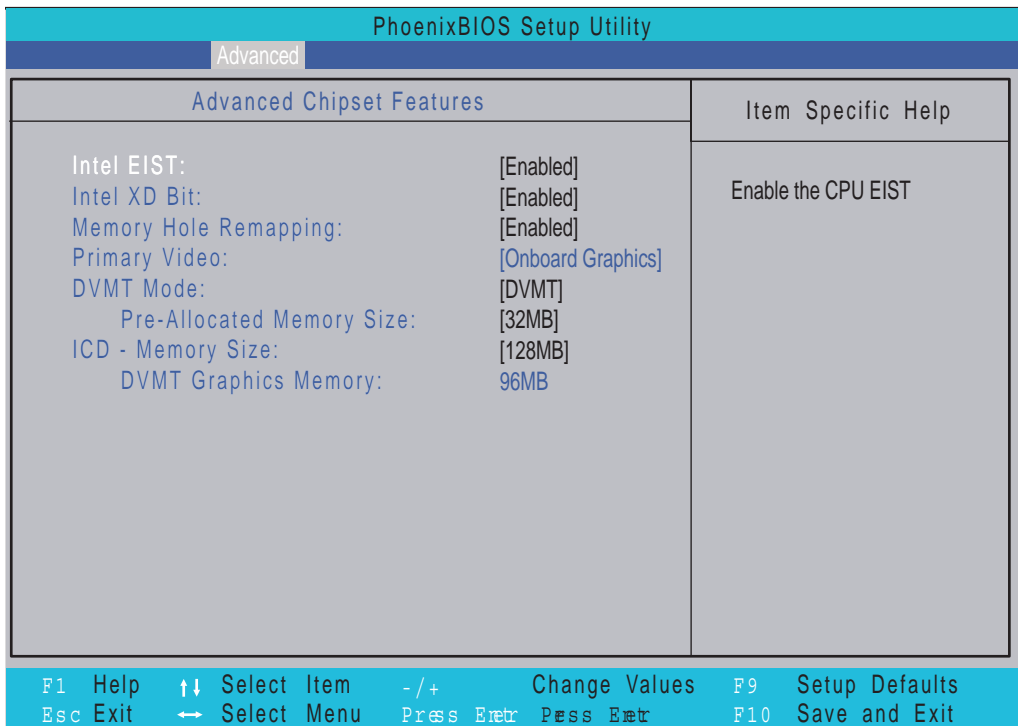 PhoenixBIOS Setup Utility
Advanced
Advanced Chipset Features
Item Specific Help
Intel EIST: [Enabled]
Intel XD Bit: [Enabled]
Memory Hole Remapping: [Enabled]
Primary Video: [Onboard Graphics]
DVMT Mode: [DVMT]
Pre-Allocated Memory Size: [32MB]
ICD - Memory Size: [128MB]
DVMT Graphics Memory: 96MB
Enable the CPU EIST
F1 Help ↑↓ Select Item -/+ Change Values F9 Setup Defaults
Esc Exit ↔ Select Menu Press F10 Save and Exit